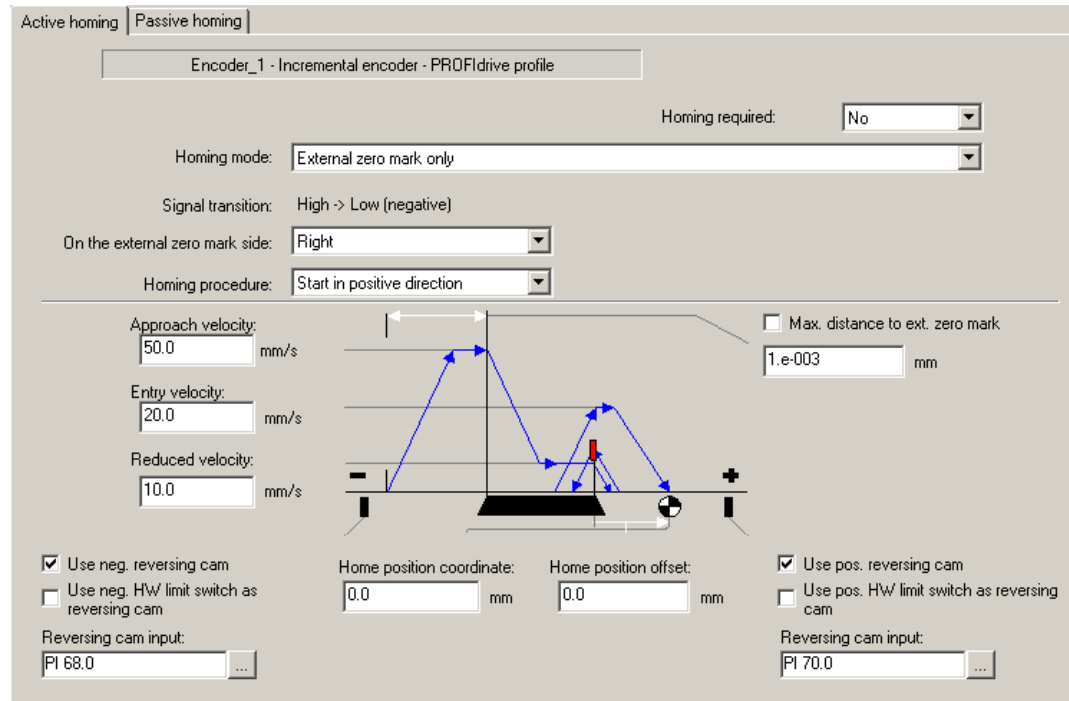 Active homing Passive homing
Encoder_1 - Incremental encoder - PROFIdrive profile
Homing required: No
Homing mode: External zero mark only
Signal transition: High -> Low (negative)
On the external zero mark side: Right
Homing procedure: Start in positive direction
Approach velocity:
50.0 mm/s
Max. distance to ext. zero mark
1.e-003 mm
Entry velocity:
20.0 mm/s
Reduced velocity:
10.0 mm/s
- +
Use neg. reversing cam
Use neg. HW limit switch as
reversing cam
Reversing cam input:
PI 68.0 ...
Home position coordinate:
0.0 mm
Home position offset:
0.0 mm
Use pos. reversing cam
Use pos. HW limit switch as reversing
cam
Reversing cam input:
PI 70.0 ...